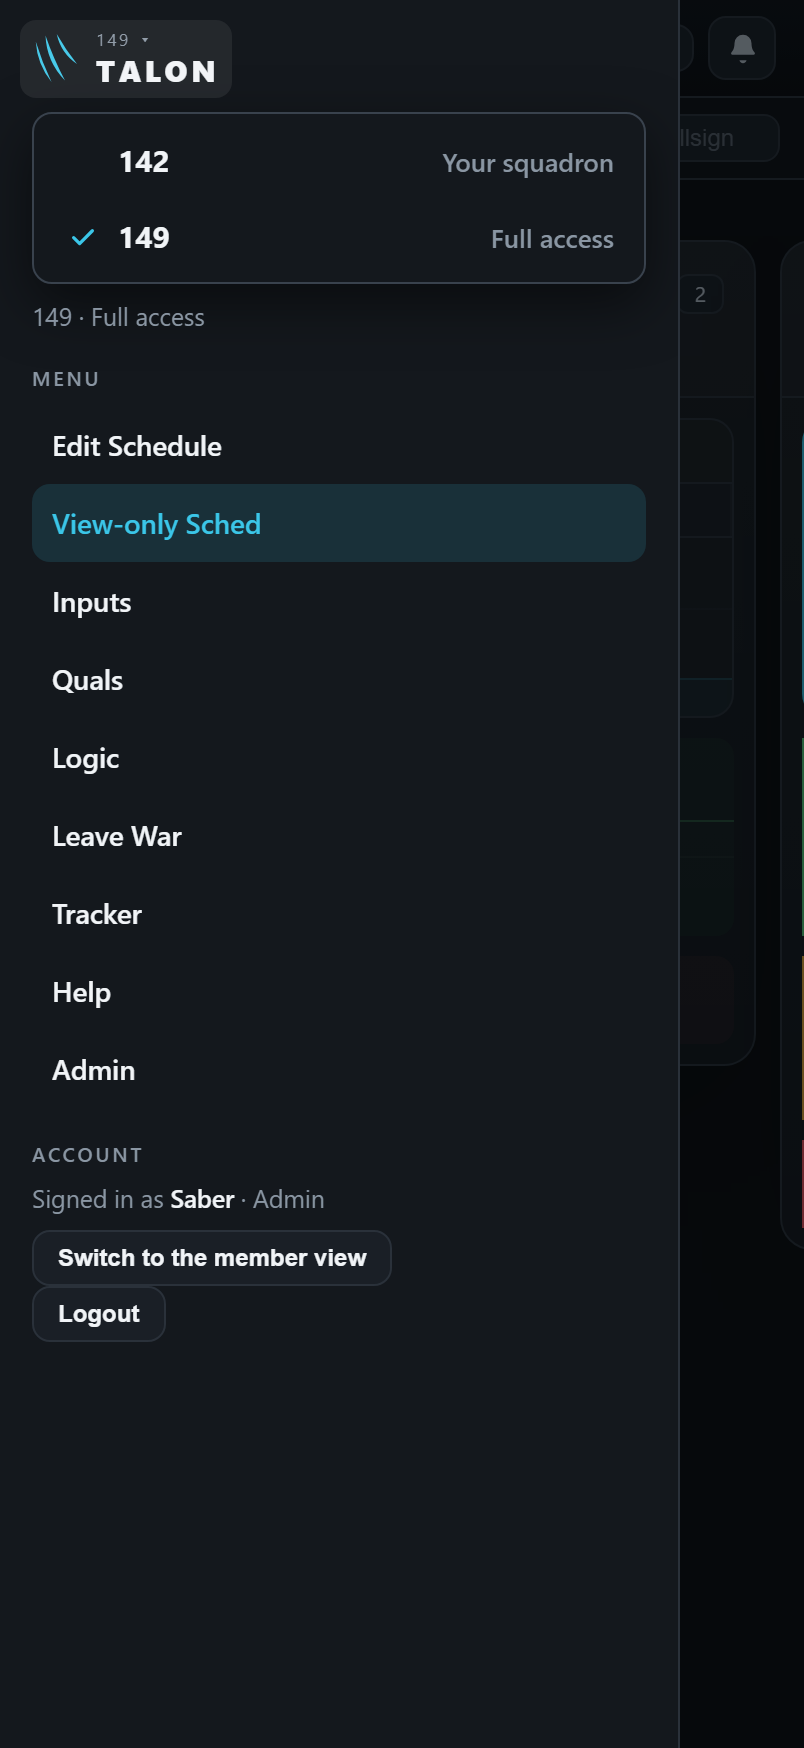 149
TALON
142 Your squadron
149 Full access
149 · Full access
MENU
Edit Schedule
View-only Sched
Inputs
Quals
Logic
Leave War
Tracker
Help
Admin
ACCOUNT
Signed in as Saber · Admin
Switch to the member view
Logout
llsign
2